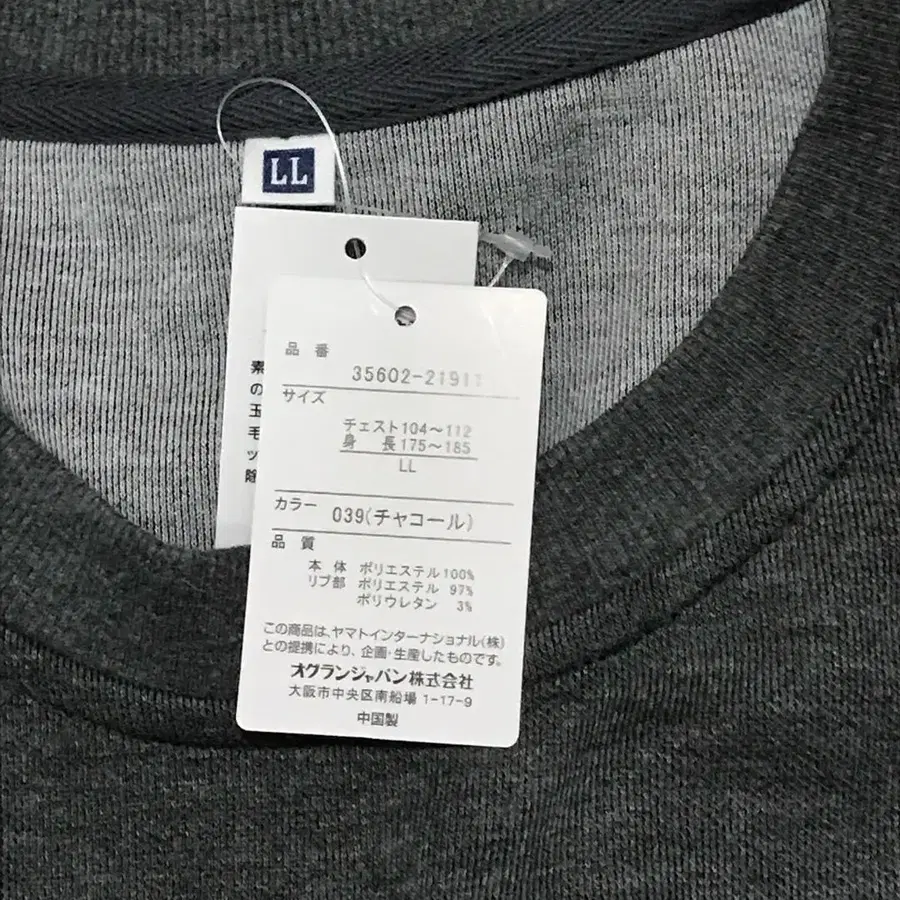 LL
素
の
玉
毛
ッ
除
品番
サイズ
チェスト104～112
身長175～185
LL
カラー
039(チャコール)
品質
本体 ポリエステル100%
リブ部 ポリエステル 97%
ポリウレタン 3%
この商品は、ヤマトインターナショナル(株)
との提携により、企画・生産したものです。
オグランジャパン株式会社
大阪市中央区南船場 1-17-9
中国製